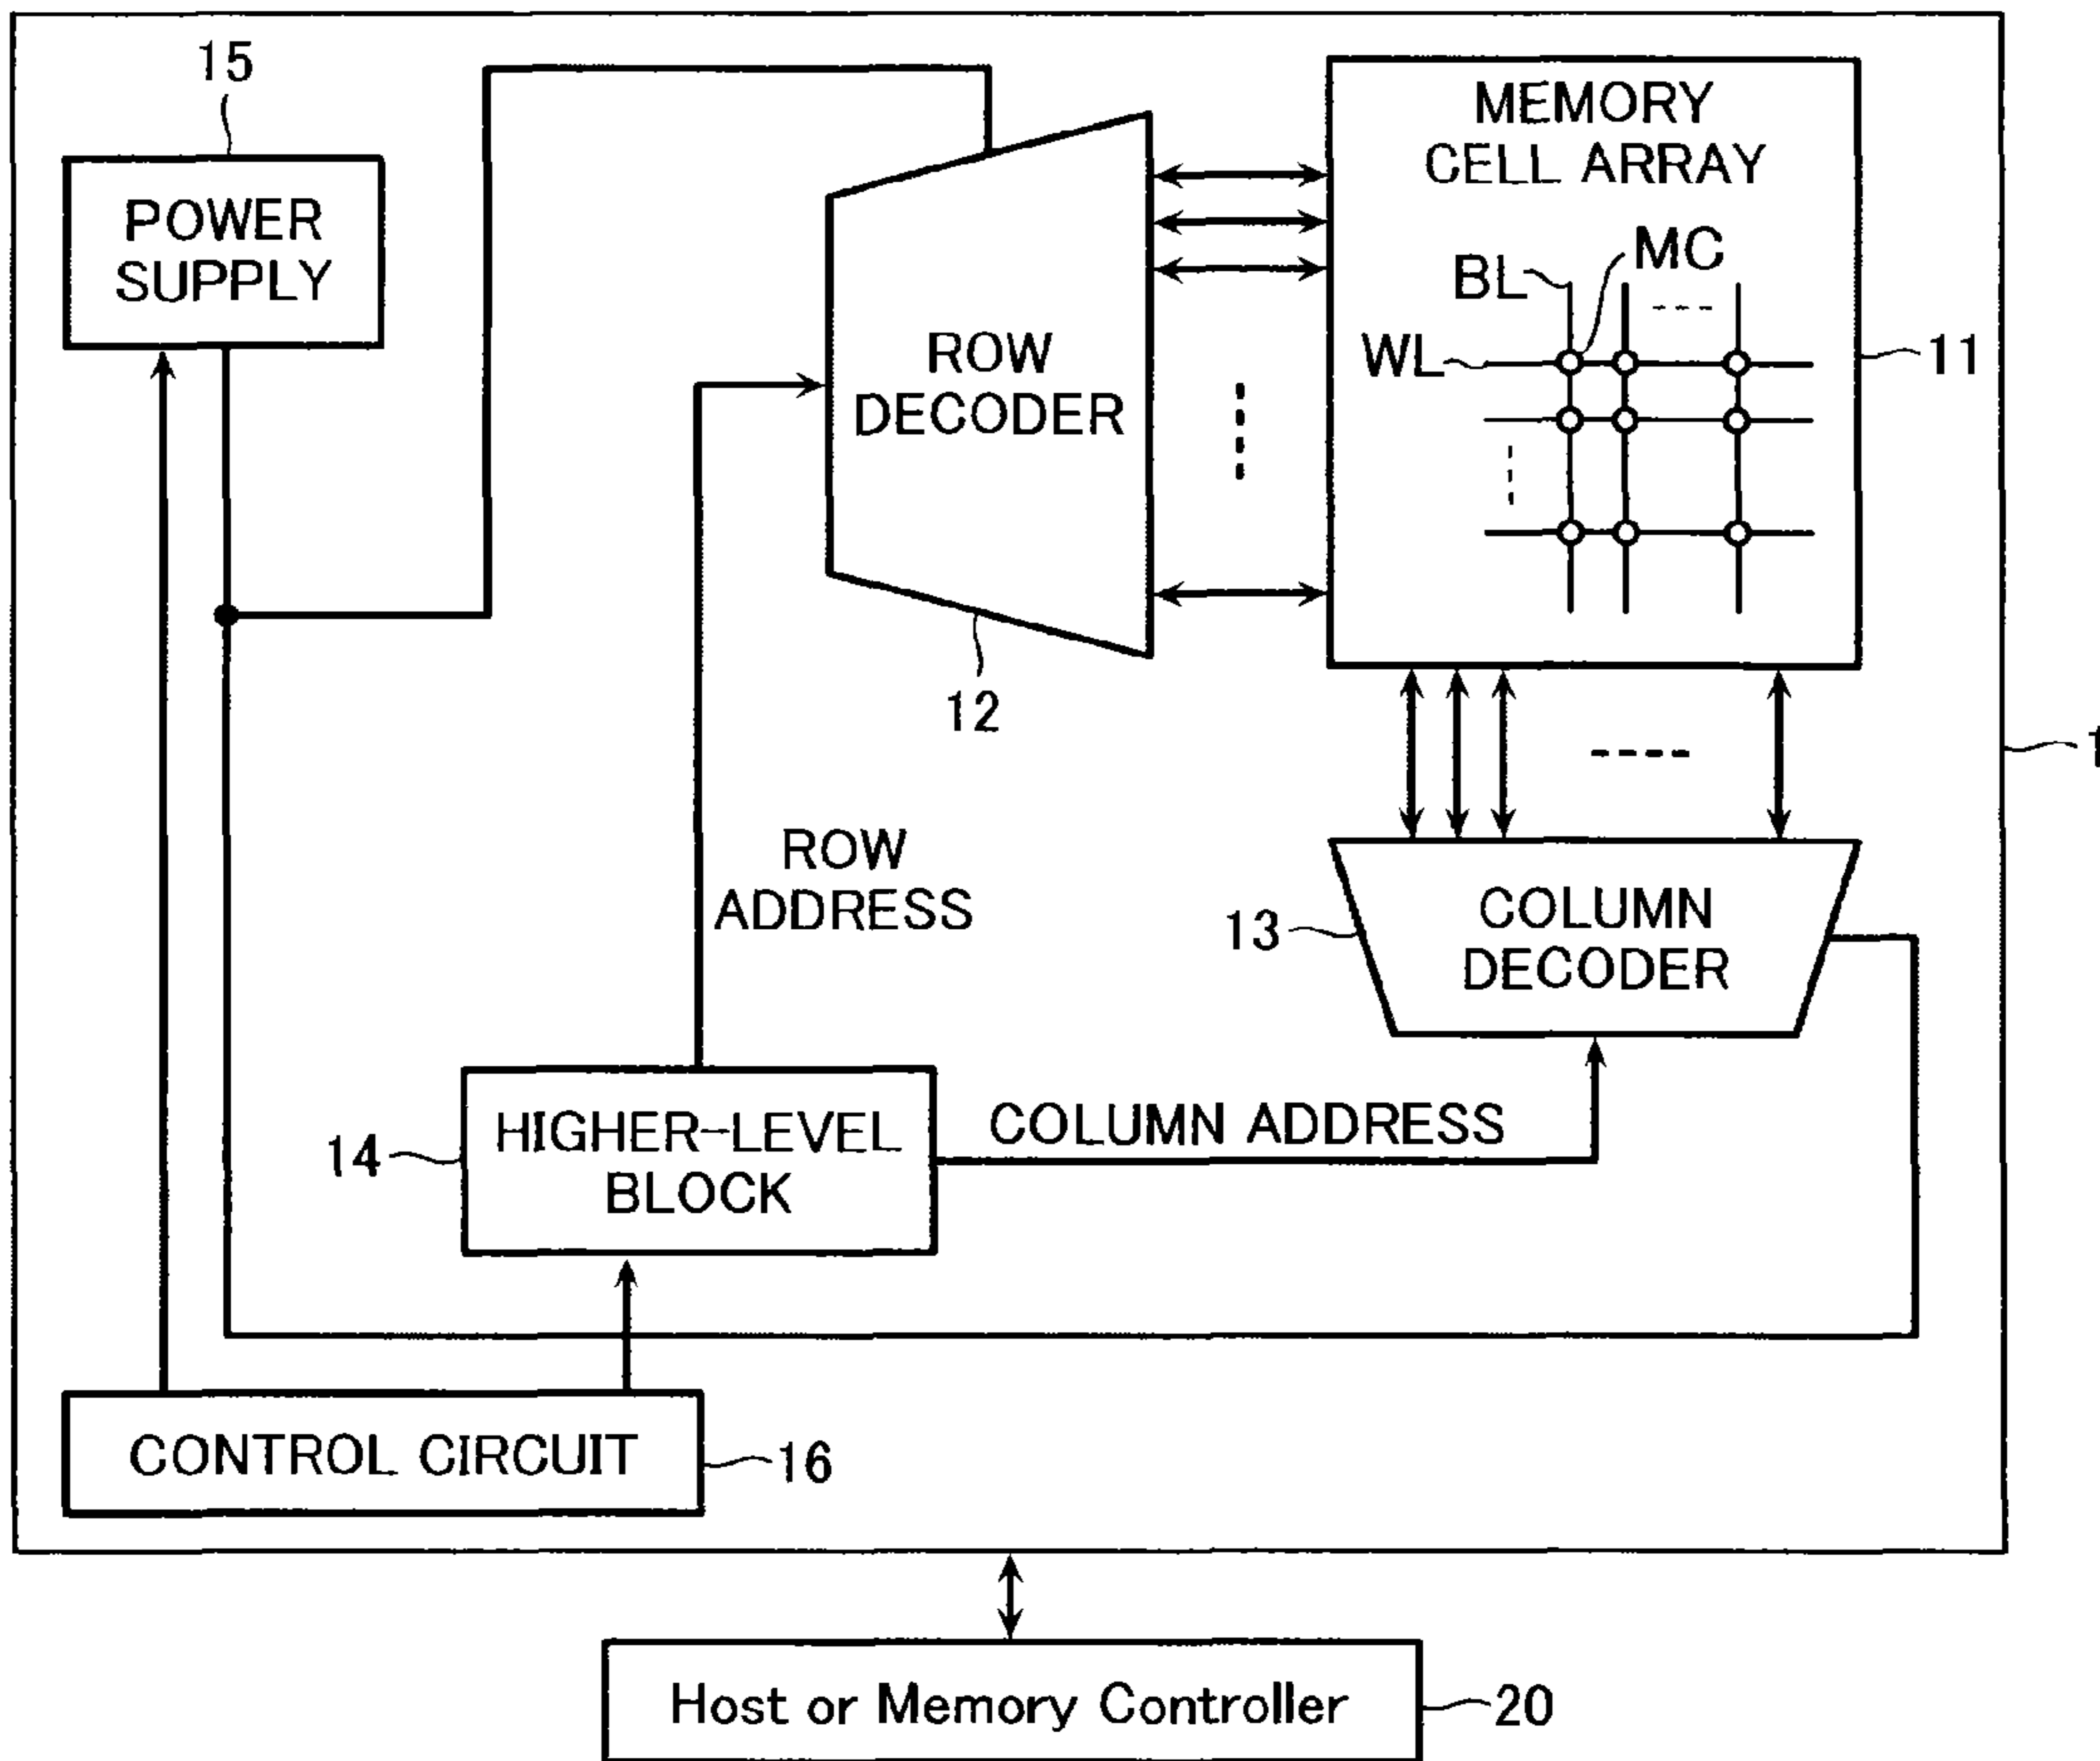 15
POWER
SUPPLY
MEMORY
CELL ARRAY
BL
MC
WL
11
ROW
DECODER
12
1
ROW
ADDRESS
13
COLUMN
DECODER
14
HIGHER-LEVEL
BLOCK
COLUMN ADDRESS
CONTROL CIRCUIT
16
Host or Memory Controller
20